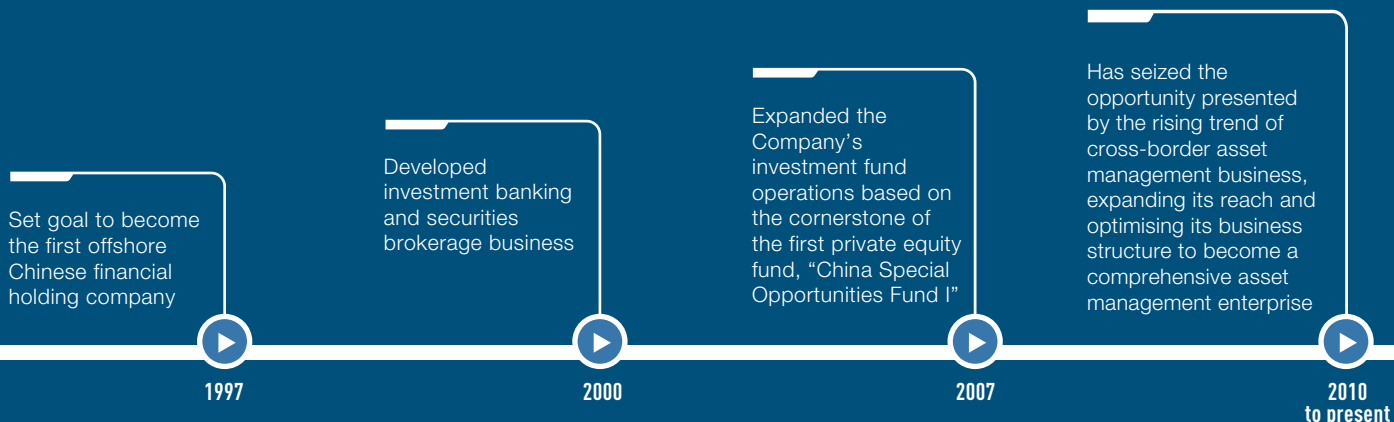 Set goal to become
the first offshore
Chinese financial
holding company
1997
Developed
investment banking
and securities
brokerage business
2000
Expanded the
Company’s
investment fund
operations based on
the cornerstone of
the first private equity
fund, “China Special
Opportunities Fund I”
2007
Has seized the
opportunity presented
by the rising trend of
cross-border asset
management business,
expanding its reach and
optimising its business
structure to become a
comprehensive asset
management enterprise
2010
to present